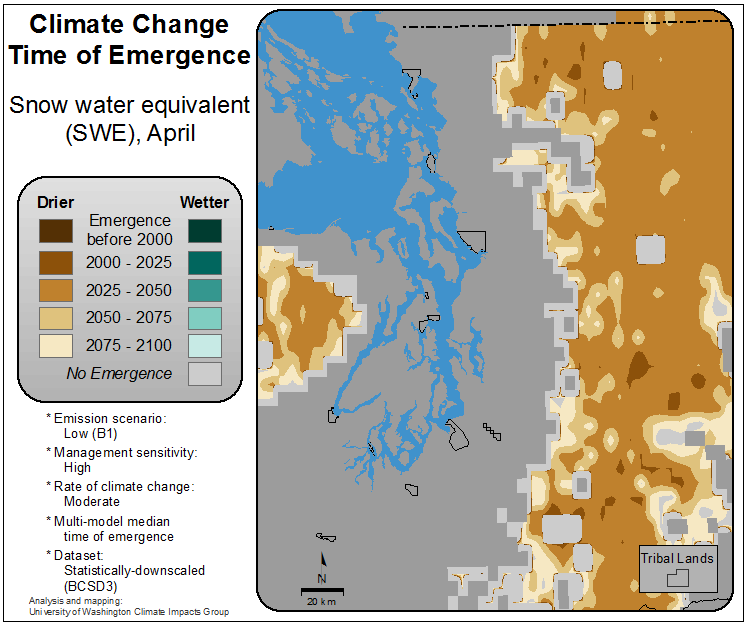 Climate Change
Time of Emergence
Snow water equivalent
(SWE), April
Drier
Wetter
Emergence
before 2000
2000 - 2025
2025 - 2050
2050 - 2075
2075 - 2100
No Emergence
* Emission scenario:
Low (B1)
* Management sensitivity:
High
* Rate of climate change:
Moderate
* Multi-model median
time of emergence
* Dataset:
Statistically-downscaled
(BCSD3)
Analysis and mapping:
University of Washington Climate Impacts Group
N
20 km
Tribal Lands